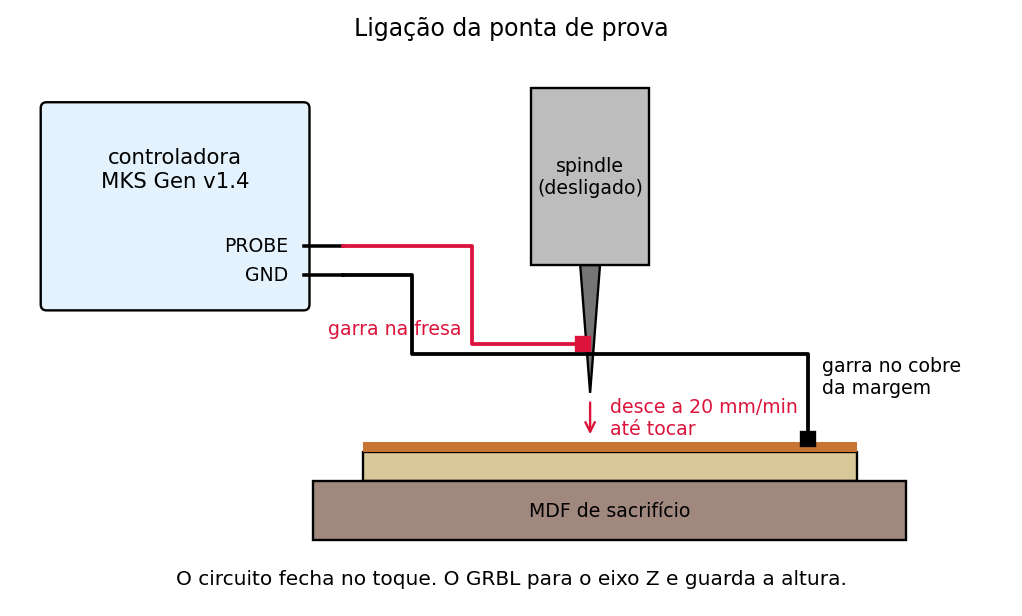 Ligação da ponta de prova
controladora
MKS Gen v1.4
spindle
(desligado)
PROBE
GND
garra na fresa
garra no cobre
da margem
desce a 20 mm/min
até tocar
MDF de sacrifício
O circuito fecha no toque. O GRBL para o eixo Z e guarda a altura.